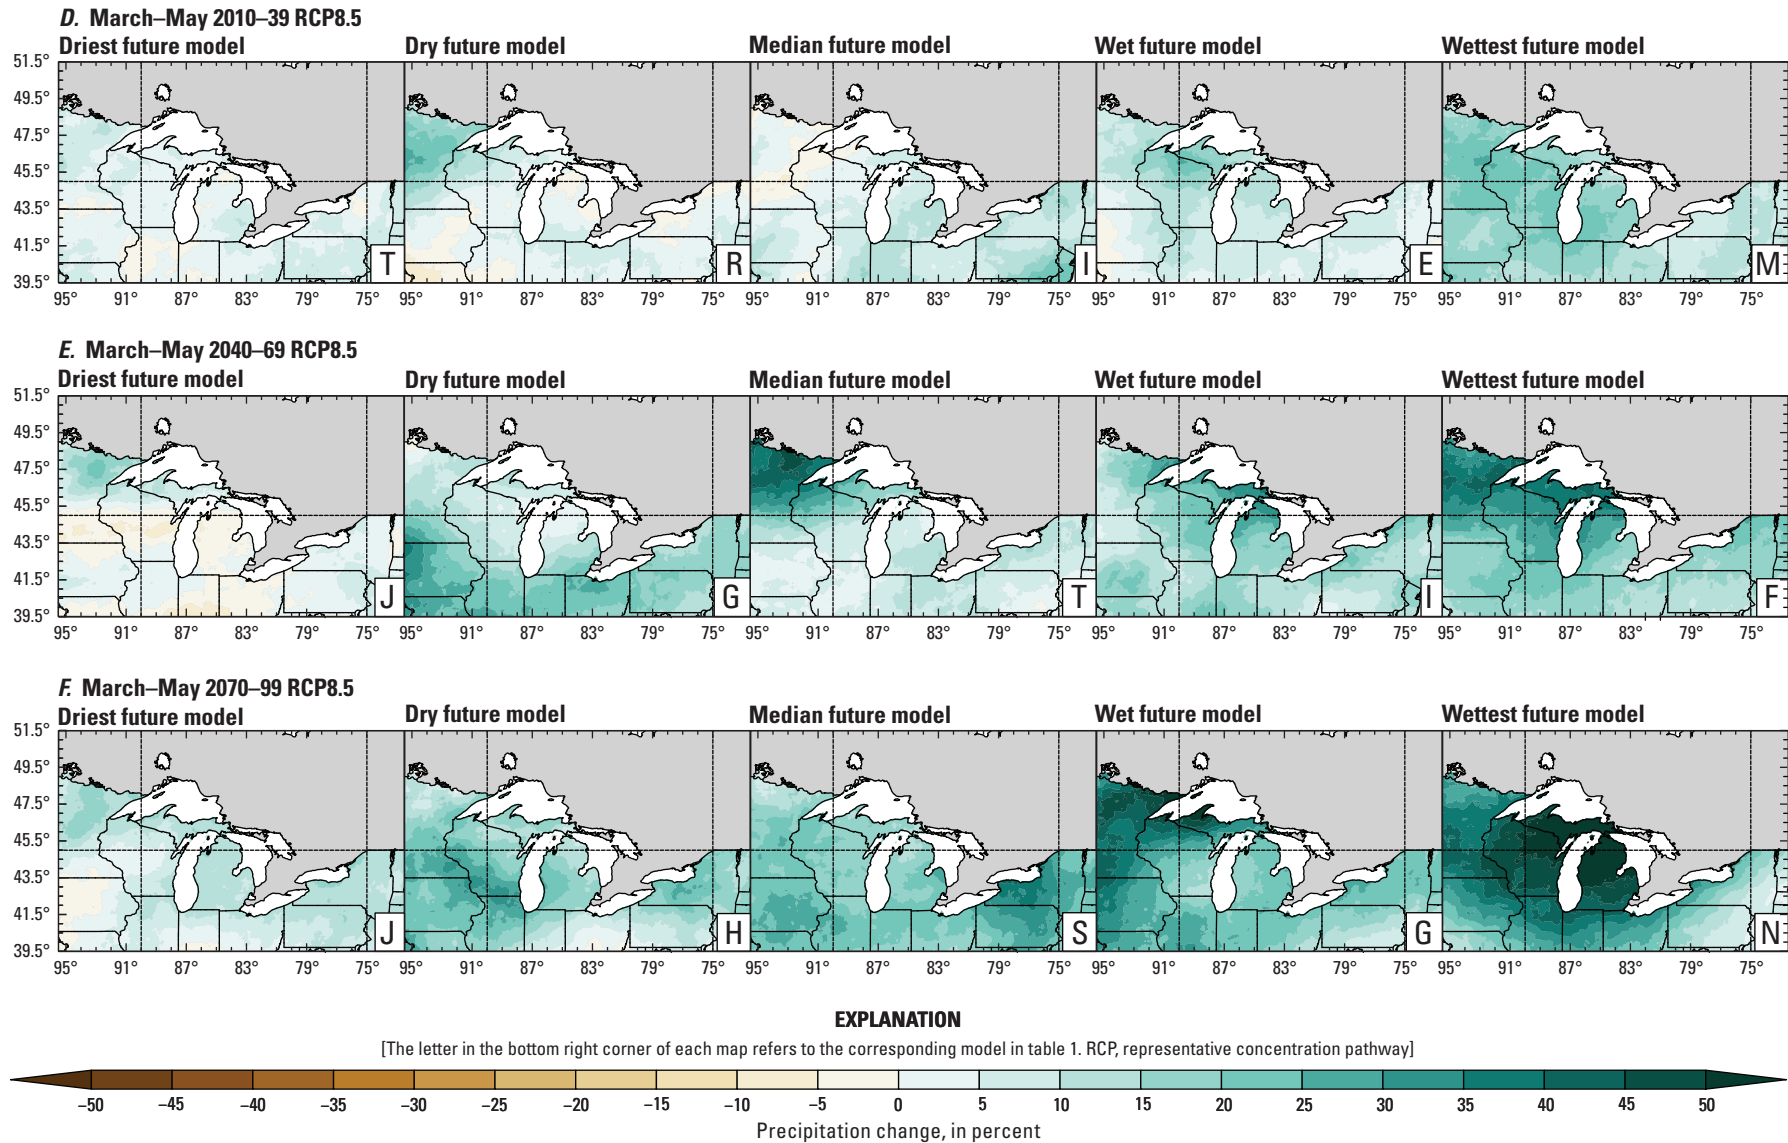 D. March–May 2010–39 RCP8.5
Driest future model Dry future model Median future model Wet future model Wettest future model
51.5°
49.5°
47.5°
45.5°
43.5°
41.5°
39.5°
T R I E M
95° 91° 87° 83° 79° 75° 95° 91° 87° 83° 79° 75° 95° 91° 87° 83° 79° 75° 95° 91° 87° 83° 79° 75° 95° 91° 87° 83° 79° 75°
E. March–May 2040–69 RCP8.5
Driest future model Dry future model Median future model Wet future model Wettest future model
51.5°
49.5°
47.5°
45.5°
43.5°
41.5°
39.5°
J G T I F
95° 91° 87° 83° 79° 75° 95° 91° 87° 83° 79° 75° 95° 91° 87° 83° 79° 75° 95° 91° 87° 83° 79° 75° 95° 91° 87° 83° 79° 75°
F. March–May 2070–99 RCP8.5
Driest future model Dry future model Median future model Wet future model Wettest future model
51.5°
49.5°
47.5°
45.5°
43.5°
41.5°
39.5°
J H S G N
95° 91° 87° 83° 79° 75° 95° 91° 87° 83° 79° 75° 95° 91° 87° 83° 79° 75° 95° 91° 87° 83° 79° 75° 95° 91° 87° 83° 79° 75°
EXPLANATION
[The letter in the bottom right corner of each map refers to the corresponding model in table 1. RCP, representative concentration pathway]
−50 −45 −40 −35 −30 −25 −20 −15 −10 −5 0 5 10 15 20 25 30 35 40 45 50
Precipitation change, in percent